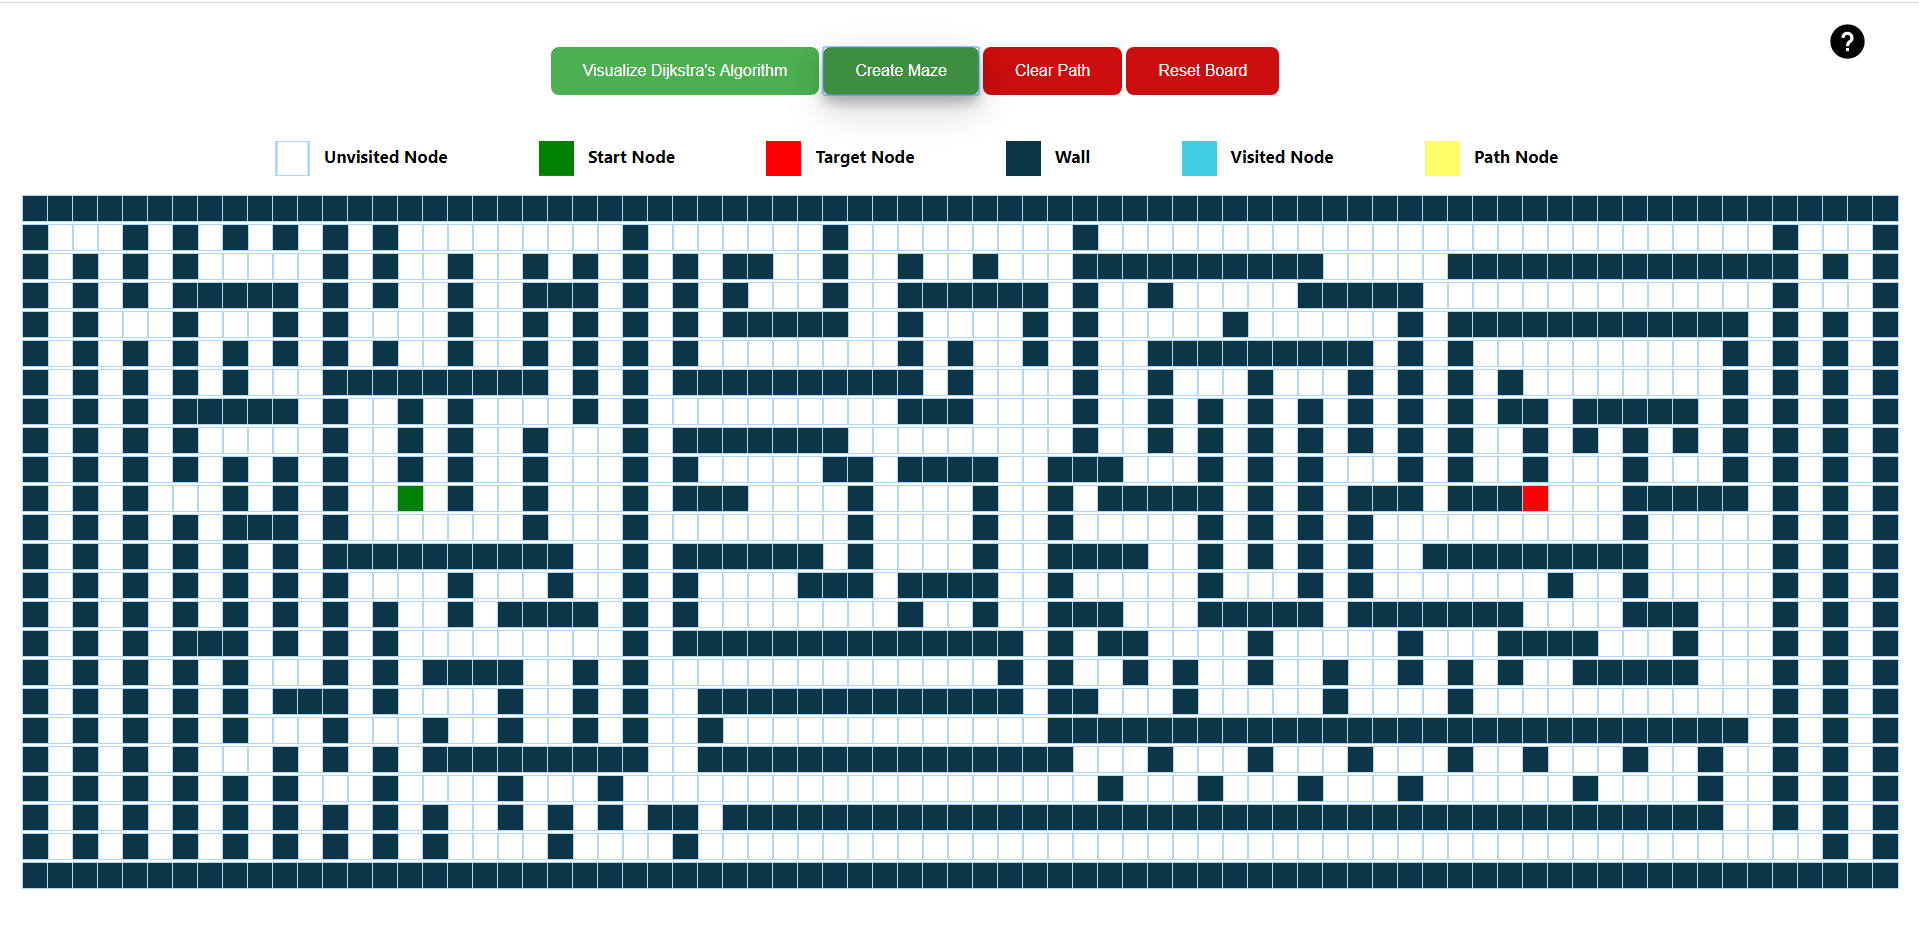 ?
Visualize Dijkstra's Algorithm Create Maze Clear Path Reset Board
Unvisited Node Start Node Target Node Wall Visited Node Path Node